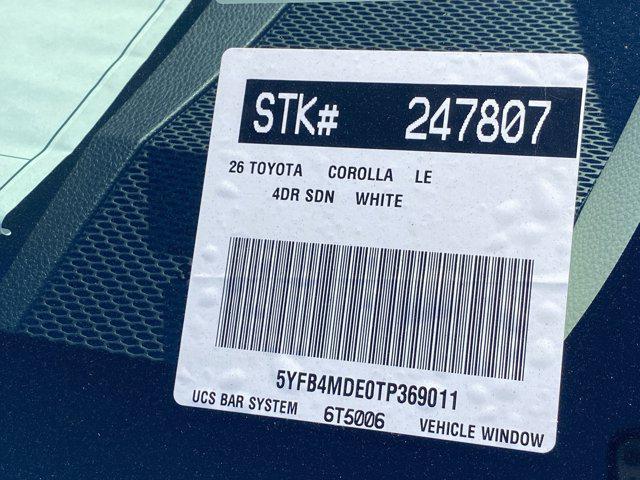 STK# 247807
26 TOYOTA COROLLA LE
4DR SDN WHITE
5YFB4MDE0TP369011
UCS BAR SYSTEM 6T5006 VEHICLE WINDOW